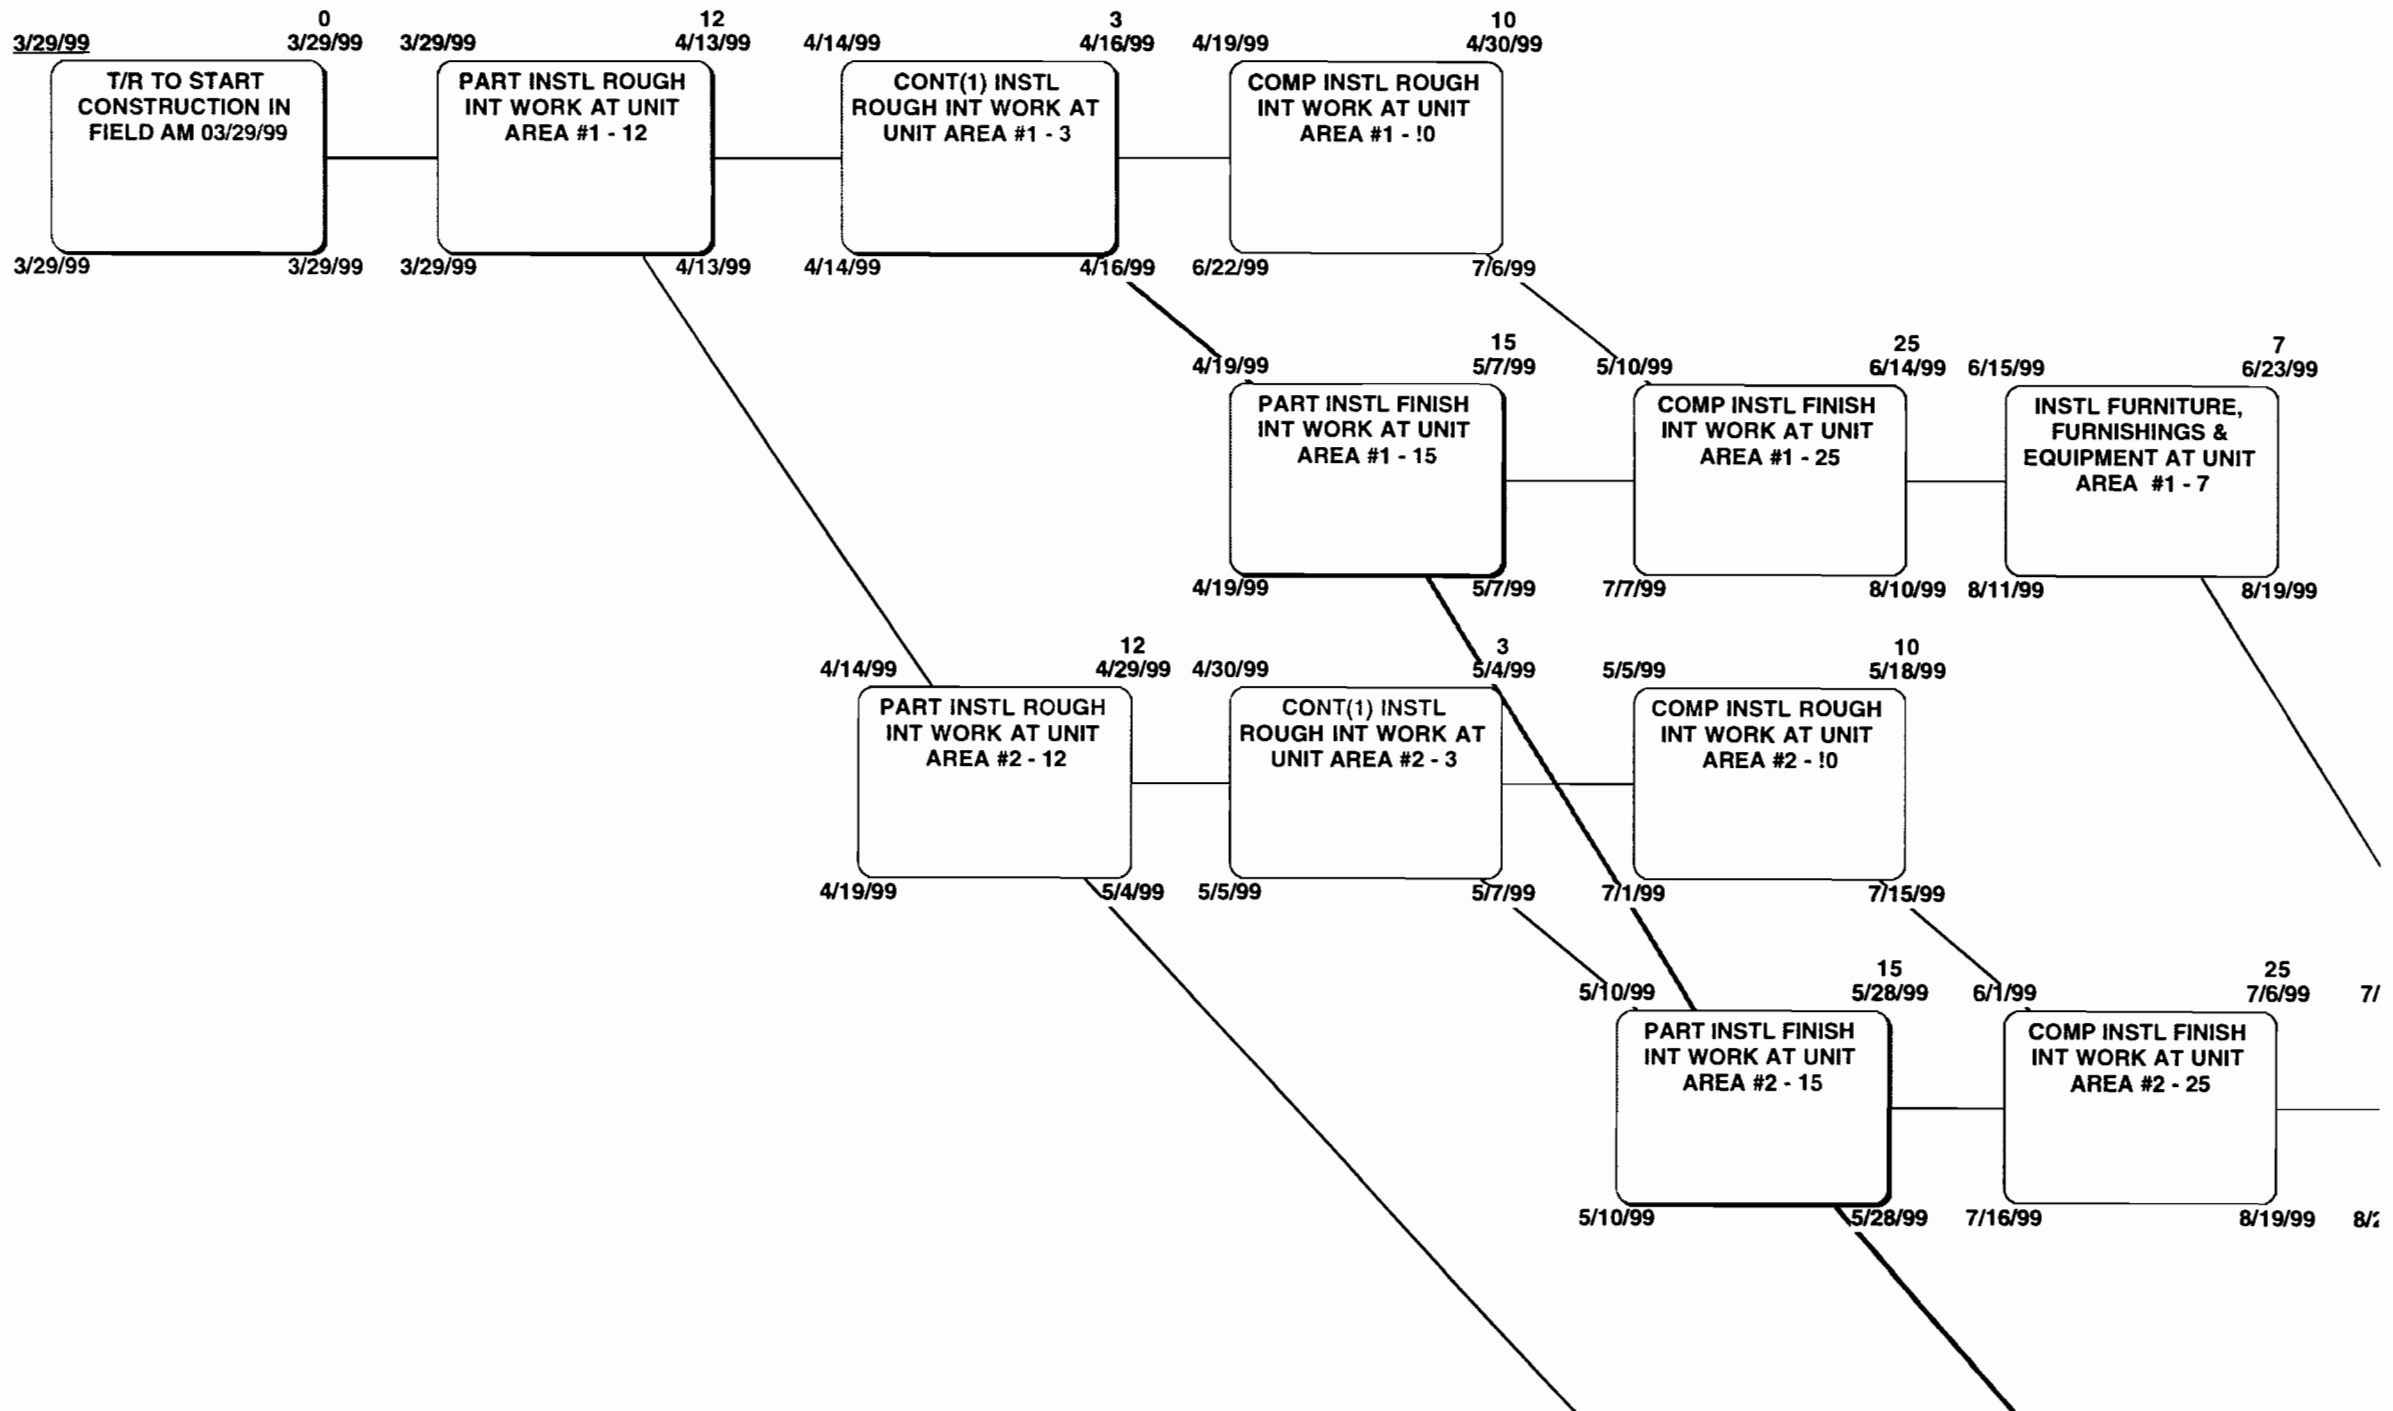 0
3/29/99 3/29/99
T/R TO START
CONSTRUCTION IN
FIELD AM 03/29/99
3/29/99 3/29/99
12
3/29/99 4/13/99
PART INSTL ROUGH
INT WORK AT UNIT
AREA #1 - 12
3/29/99 4/13/99
3
4/14/99 4/16/99
CONT(1) INSTL
ROUGH INT WORK AT
UNIT AREA #1 - 3
4/14/99 4/16/99
10
4/19/99 4/30/99
COMP INSTL ROUGH
INT WORK AT UNIT
AREA #1 - !0
6/22/99 7/6/99
15
4/19/99 5/7/99
PART INSTL FINISH
INT WORK AT UNIT
AREA #1 - 15
4/19/99 5/7/99
25
5/10/99 6/14/99
COMP INSTL FINISH
INT WORK AT UNIT
AREA #1 - 25
7/7/99 8/10/99
7
6/15/99 6/23/99
INSTL FURNITURE,
FURNISHINGS &
EQUIPMENT AT UNIT
AREA #1 - 7
8/11/99 8/19/99
12
4/14/99 4/29/99
PART INSTL ROUGH
INT WORK AT UNIT
AREA #2 - 12
4/19/99 5/4/99
3
4/30/99 5/4/99
CONT(1) INSTL
ROUGH INT WORK AT
UNIT AREA #2 - 3
5/5/99 5/7/99
10
5/5/99 5/18/99
COMP INSTL ROUGH
INT WORK AT UNIT
AREA #2 - !0
7/1/99 7/15/99
15
5/10/99 5/28/99
PART INSTL FINISH
INT WORK AT UNIT
AREA #2 - 15
5/10/99 5/28/99
25
6/1/99 7/6/99
COMP INSTL FINISH
INT WORK AT UNIT
AREA #2 - 25
7/16/99 8/19/99
7/